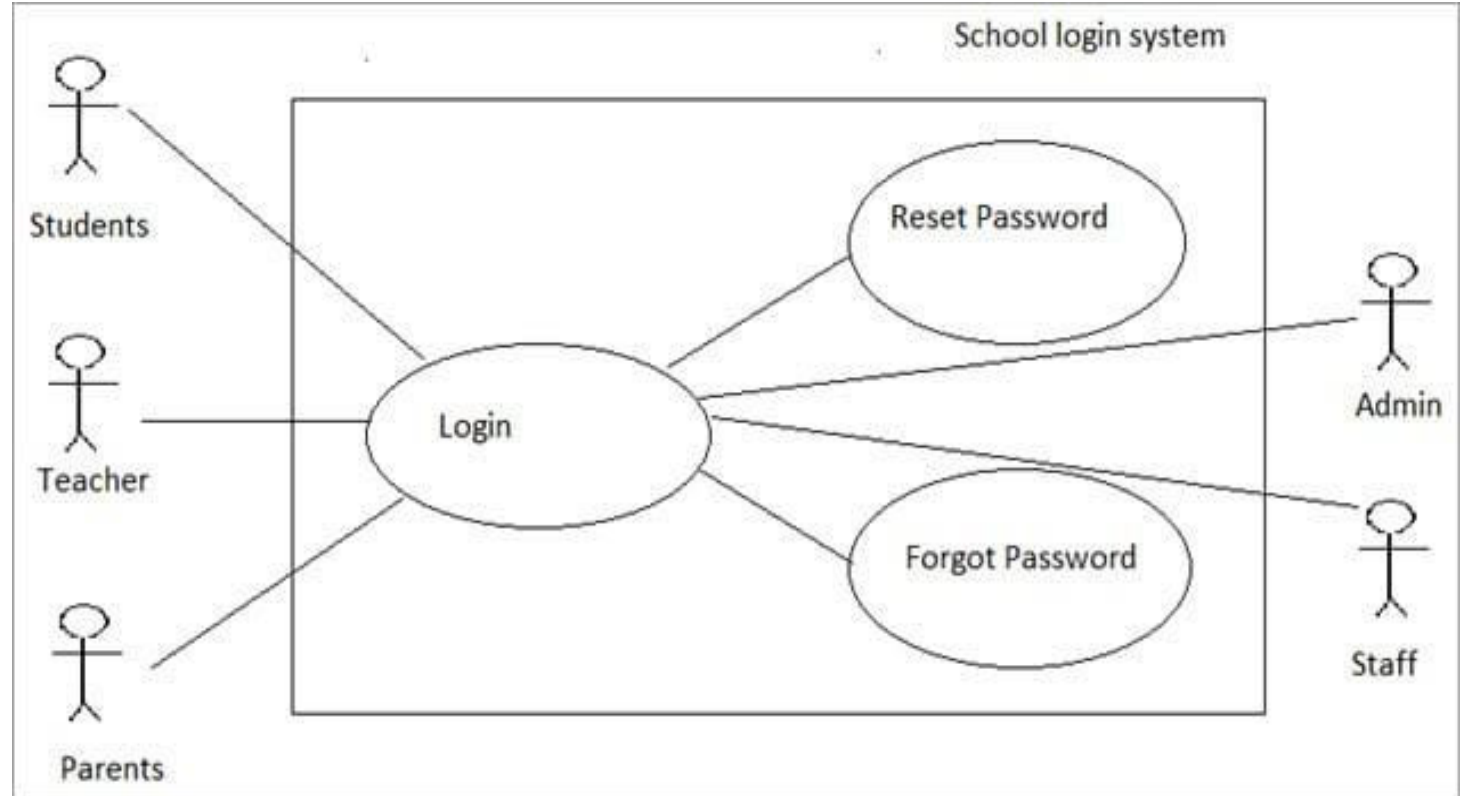 School login system
Students
Reset Password
Admin
Login
Teacher
Forgot Password
Staff
Parents